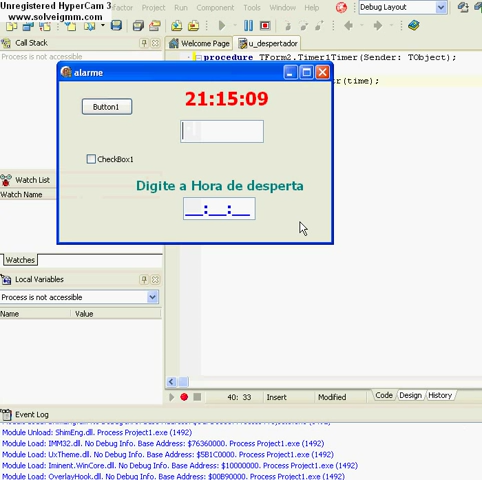 Unregistered HyperCam 3
www.solveigmm.com
Refactor Project Run Component Tools Window Help
Debug Layout
Call Stack
Process is not accessible
Welcome Page
u_despertador
procedure TForm2.Timer1Timer(Sender: TObject);
r(time);
alarme
Button1
21:15:09
CheckBox1
Digite a Hora de desperta
__:__:__
Watch List
Watch Name
Watches
Local Variables
Process is not accessible
Name Value
40: 33 Insert Modified Code Design History
Event Log
Module Unload: ShimEng.dll. Process Project1.exe (1492)
Module Load: IMM32.dll. No Debug Info. Base Address: $76360000. Process Project1.exe (1492)
Module Load: UxTheme.dll. No Debug Info. Base Address: $5B1C0000. Process Project1.exe (1492)
Module Load: Iminent.WinCore.dll. No Debug Info. Base Address: $10000000. Process Project1.exe (1492)
Module Load: OverlayHook.dll. No Debug Info. Base Address: $00B90000. Process Project1.exe (1492)